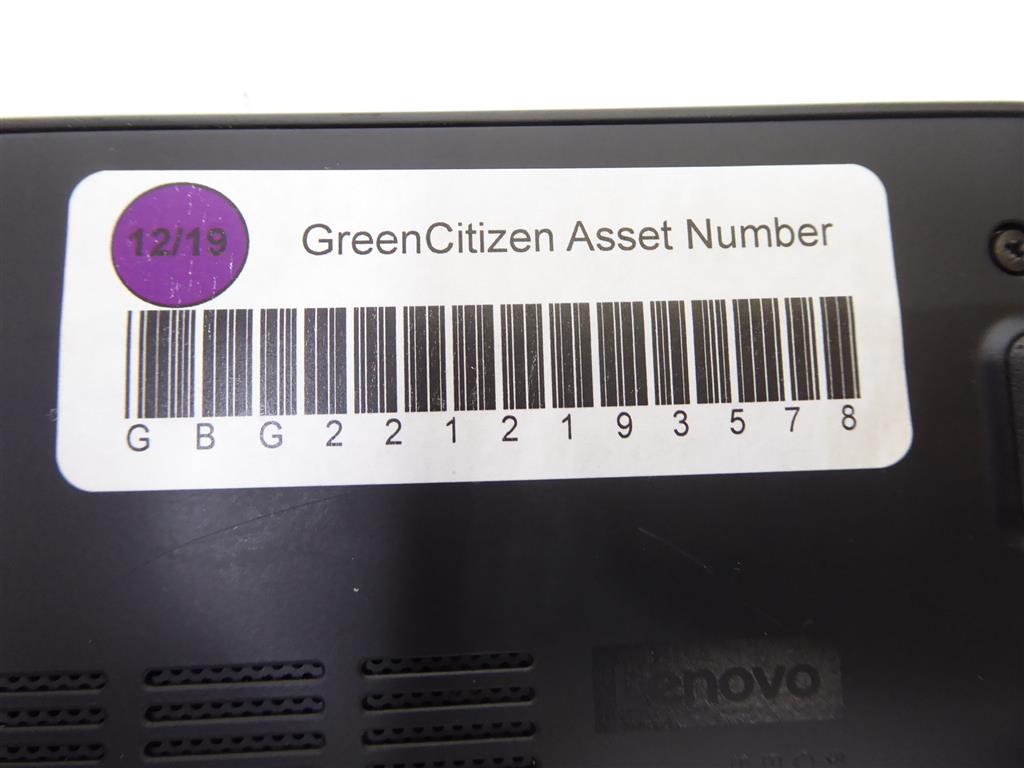 12/19
GreenCitizen Asset Number
G B G 2 2 1 2 1 9 3 5 7 8
Lenovo